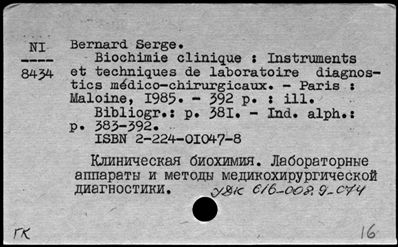 NI Bernard Serge.
---- Biochimie clinique : Instruments
8434 et techniques de laboratoire diagnos-
tics médico-chirurgicaux. - Paris :
Maloine, 1985. - 392 p. : ill.
Bibliogr.: p. 381. - Ind. alph.:
p. 383-392.
ISBN 2-224-01047-8
Клиническая биохимия. Лабораторные
аппараты и методы медикохирургической
диагностики. УДК 616-008.9-074
ГК 16